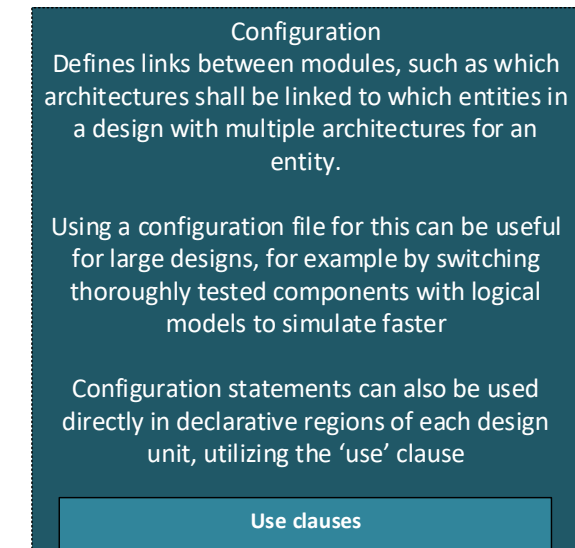 Configuration
Defines links between modules, such as which
architectures shall be linked to which entities in
a design with multiple architectures for an
entity.
Using a configuration file for this can be useful
for large designs, for example by switching
thoroughly tested components with logical
models to simulate faster
Configuration statements can also be used
directly in declarative regions of each design
unit, utilizing the ‘use’ clause
Use clauses